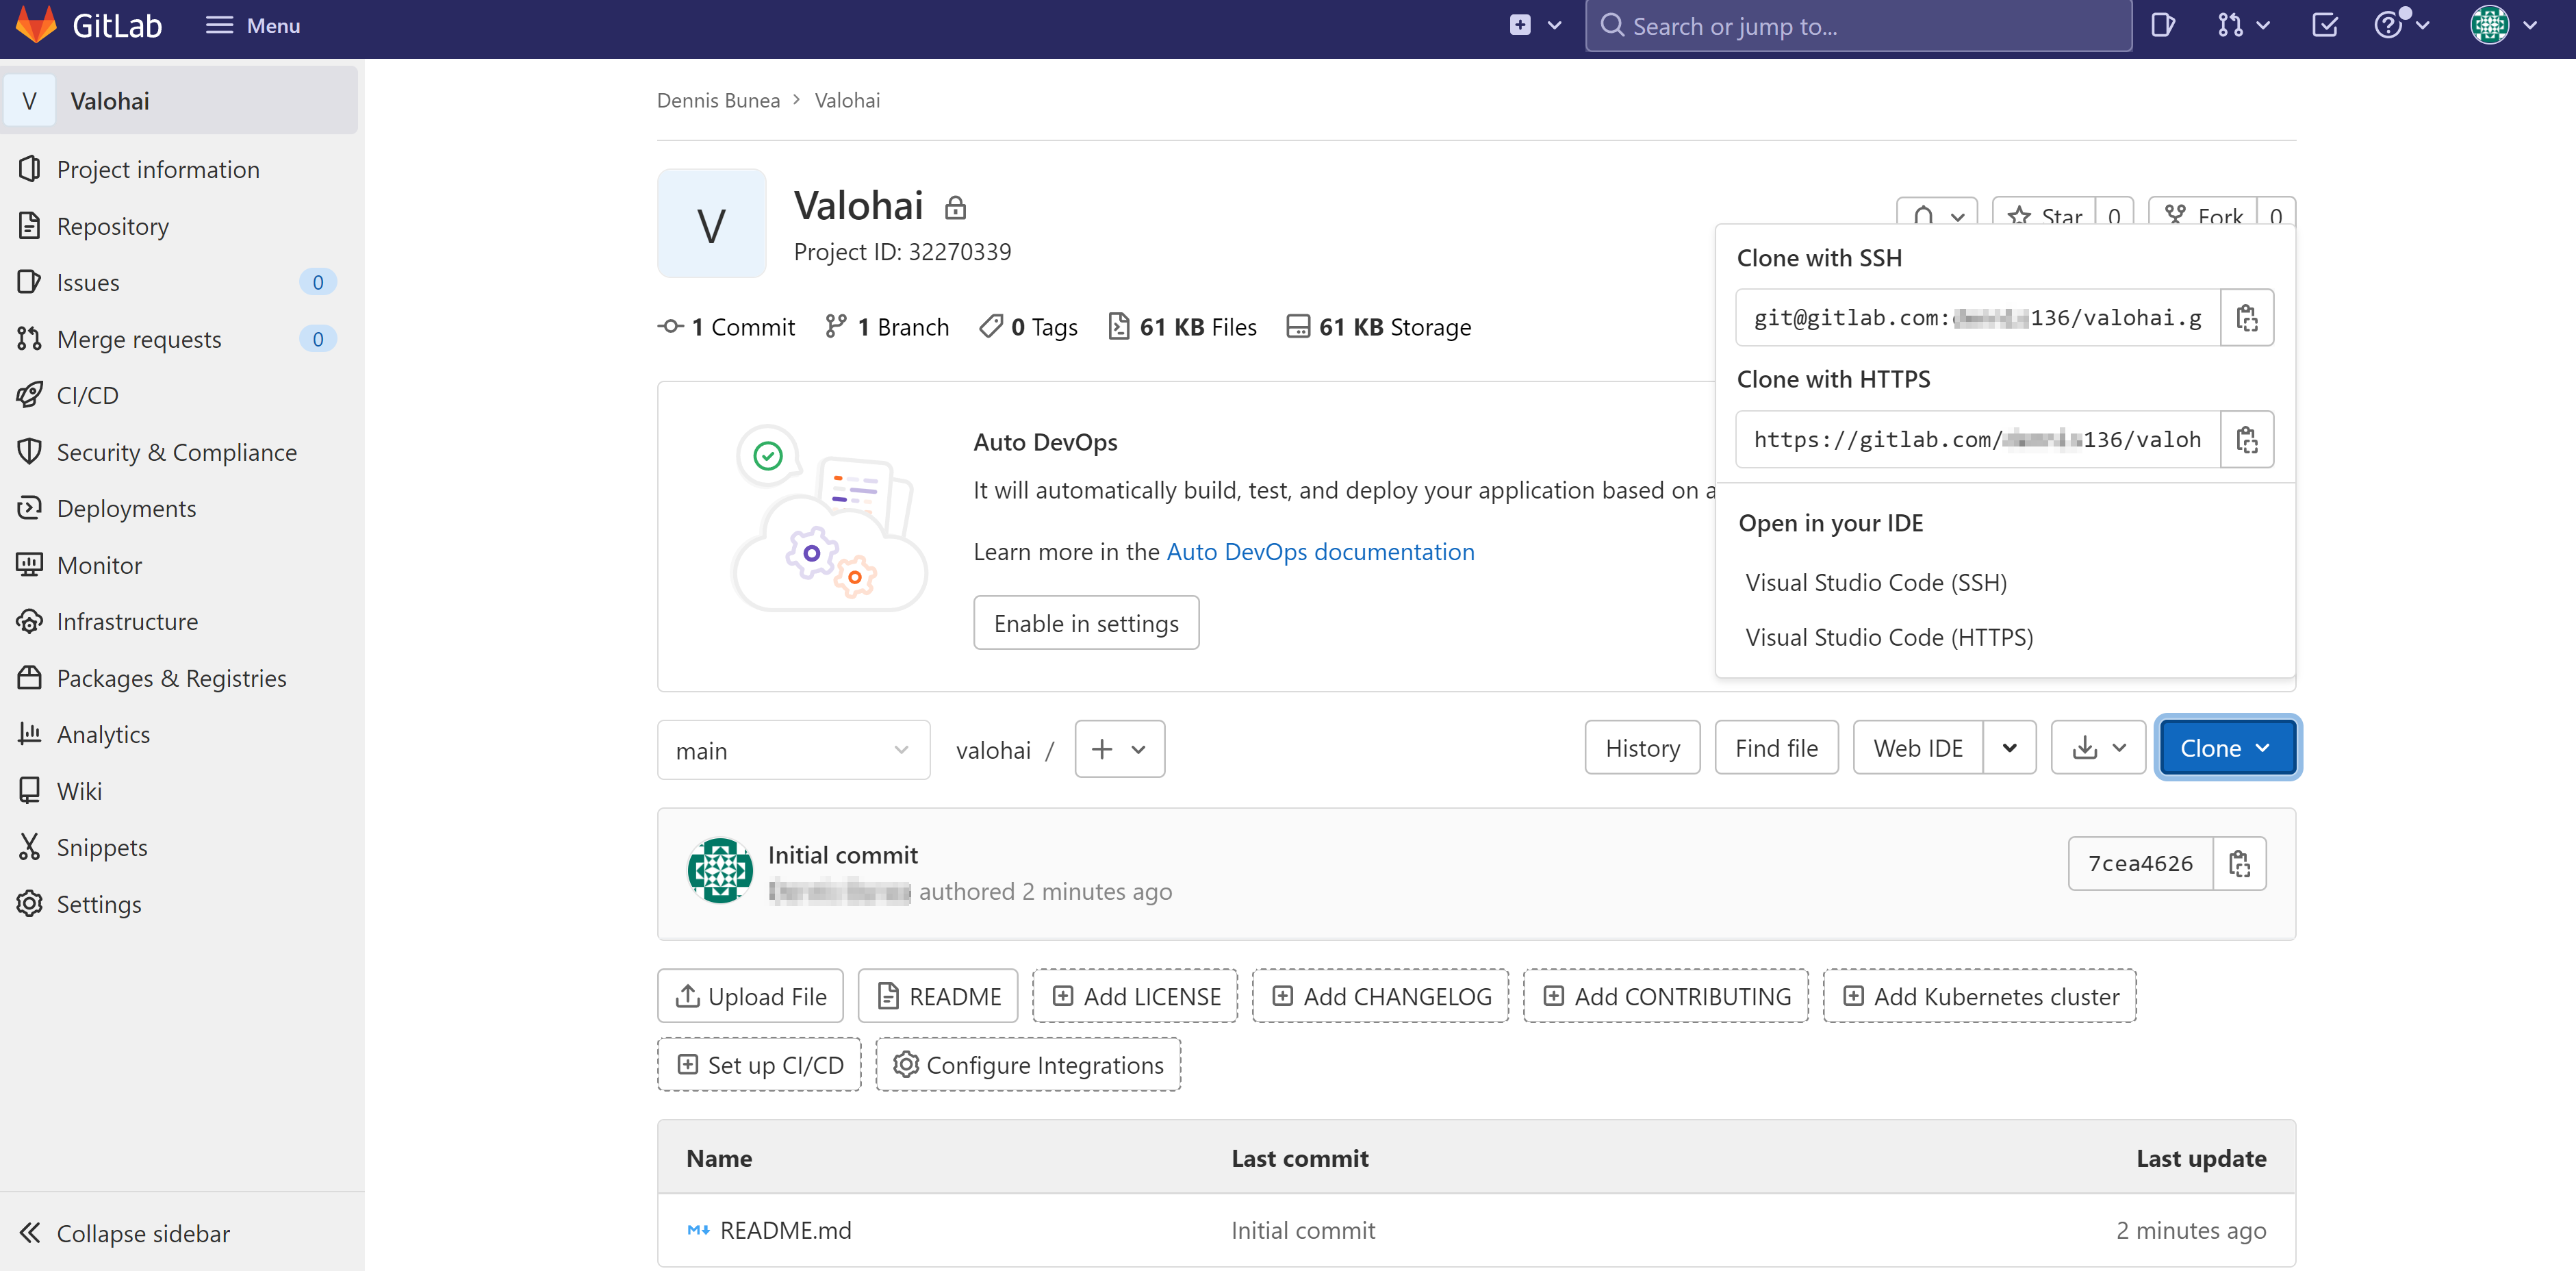 GitLab
Menu
Search or jump to...
V Valohai
Project information
Repository
Issues 0
Merge requests 0
CI/CD
Security & Compliance
Deployments
Monitor
Infrastructure
Packages & Registries
Analytics
Wiki
Snippets
Settings
Collapse sidebar
Dennis Bunea > Valohai
V
Valohai
Project ID: 32270339
Star 0
Fork 0
1 Commit 1 Branch 0 Tags 61 KB Files 61 KB Storage
Clone with SSH
git@gitlab.com: 136/valohai.g
Clone with HTTPS
https://gitlab.com/ 136/valoh
Open in your IDE
Visual Studio Code (SSH)
Visual Studio Code (HTTPS)
Auto DevOps
It will automatically build, test, and deploy your application based on a
Learn more in the Auto DevOps documentation
Enable in settings
main
valohai /
History
Find file
Web IDE
Clone
Initial commit
authored 2 minutes ago
7cea4626
Upload File
README
Add LICENSE
Add CHANGELOG
Add CONTRIBUTING
Add Kubernetes cluster
Set up CI/CD
Configure Integrations
Name Last commit Last update
README.md Initial commit 2 minutes ago